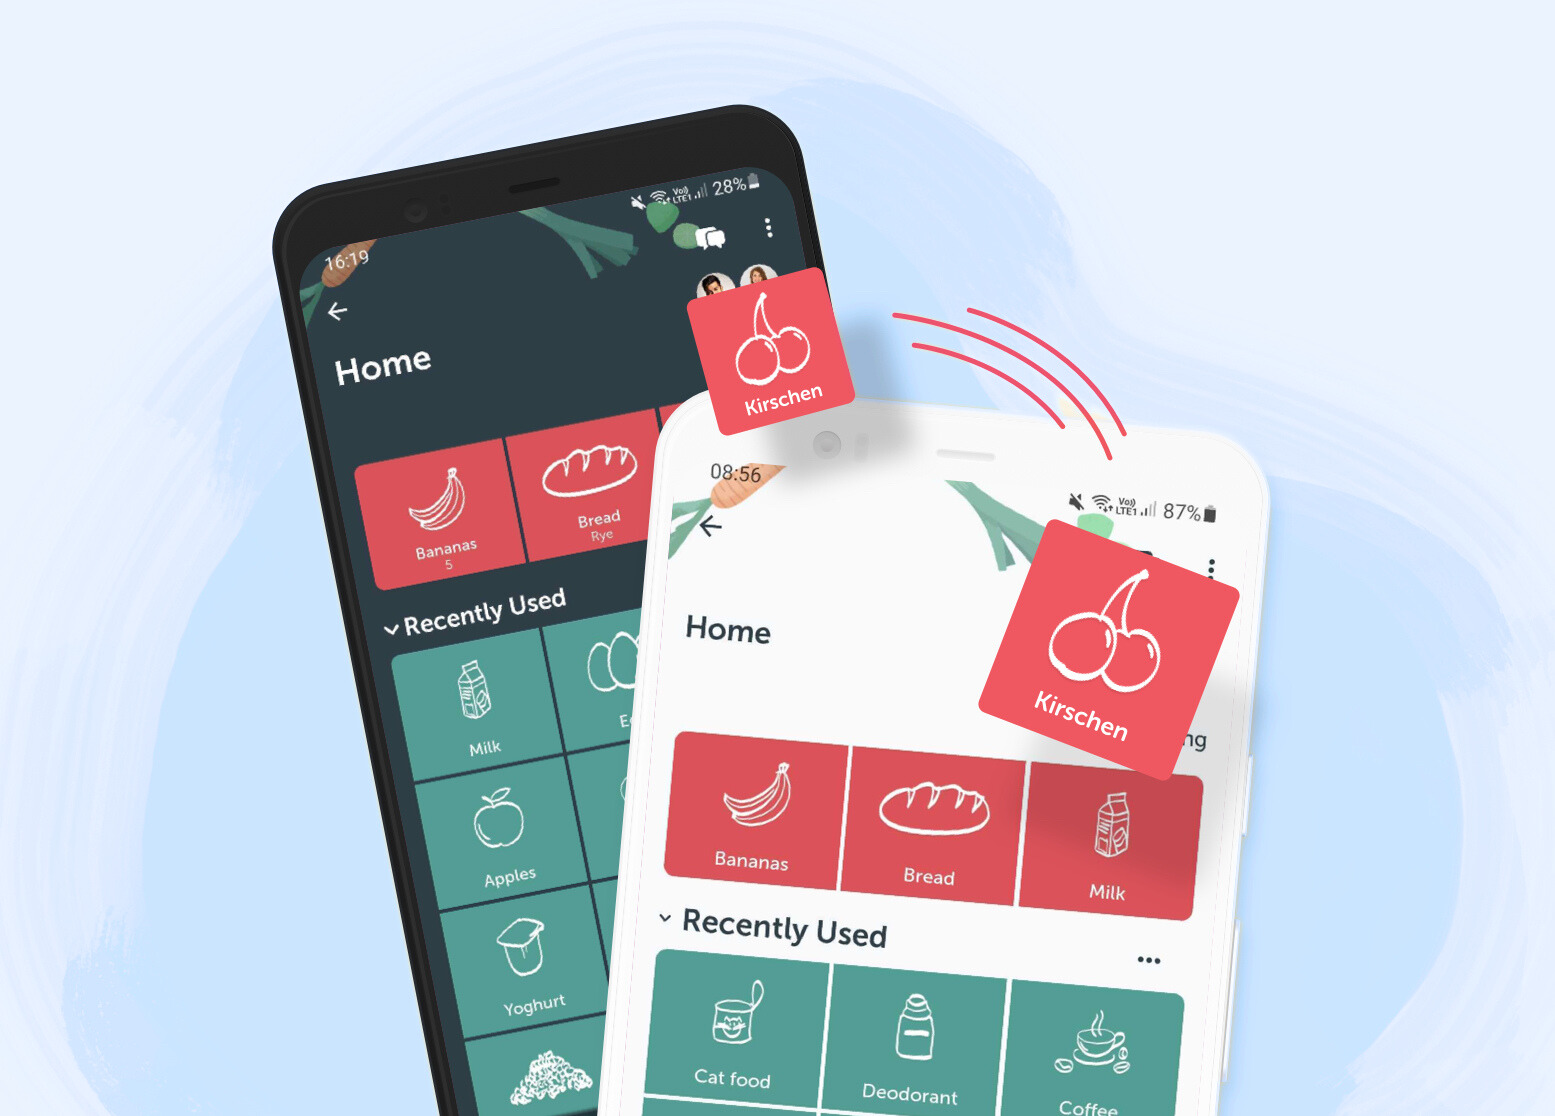 16:19
Vo))
LTE1
28%
Home
Kirschen
Bananas
5
Bread
Rye
Recently Used
Milk
Apples
Yoghurt
08:56
Vo))
LTE1
87%
Home
Kirschen
Bananas
Bread
Milk
Recently Used
Cat food
Deodorant
Coffee